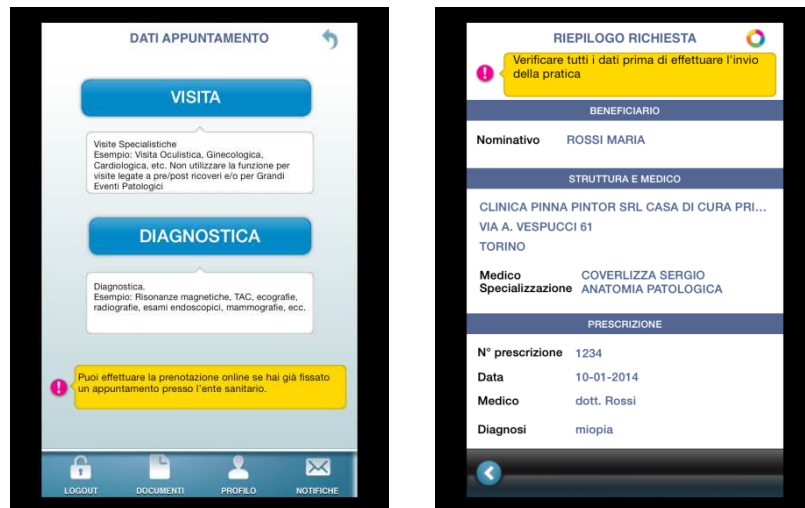 DATI APPUNTAMENTO
VISITA
Visite Specialistiche
Esempio: Visita Oculistica, Ginecologica,
Cardiologica, etc. Non utilizzare la funzione per
visite legate a pre/post ricoveri e/o per Grandi
Eventi Patologici
DIAGNOSTICA
Diagnostica.
Esempio: Risonanze magnetiche, TAC, ecografie,
radiografie, esami endoscopici, mammografie, ecc.
Puoi effettuare la prenotazione online se hai già fissato
un appuntamento presso l'ente sanitario.
LOGOUT DOCUMENTI PROFILO NOTIFICHE
RIEPILOGO RICHIESTA
Verificare tutti i dati prima di effettuare l'invio
della pratica
BENEFICIARIO
Nominativo ROSSI MARIA
STRUTTURA E MEDICO
CLINICA PINNA PINTOR SRL CASA DI CURA PRI...
VIA A. VESPUCCI 61
TORINO
Medico COVERLIZZA SERGIO
Specializzazione ANATOMIA PATOLOGICA
PRESCRIZIONE
N° prescrizione 1234
Data 10-01-2014
Medico dott. Rossi
Diagnosi miopia